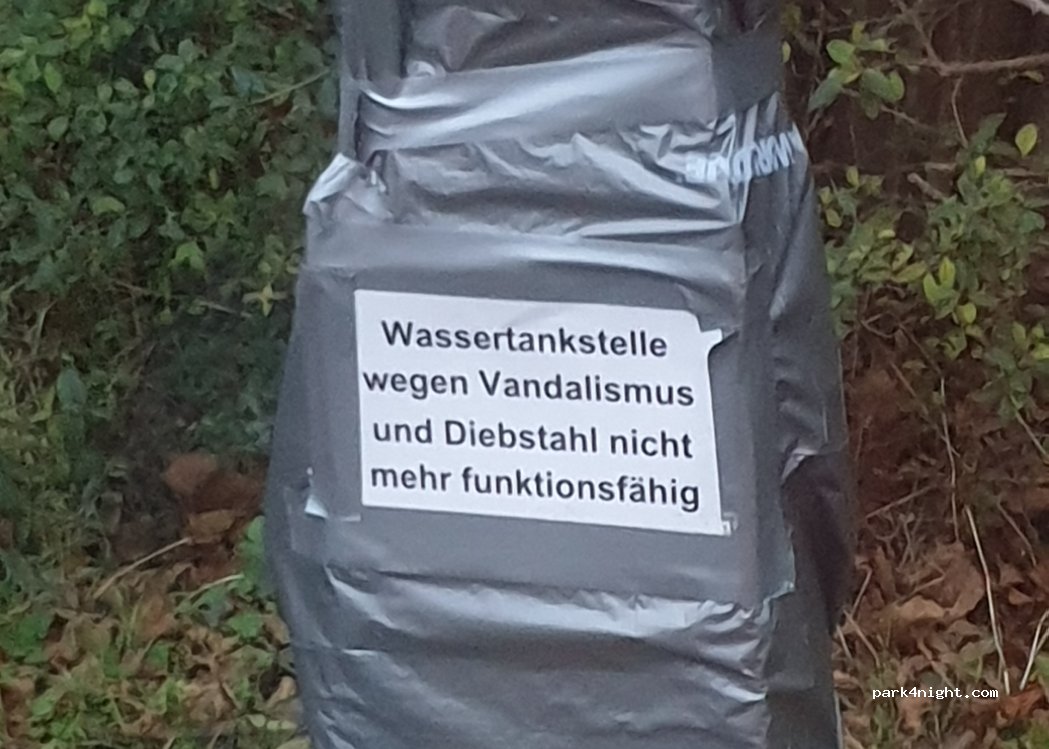 Wassertankstelle
wegen Vandalismus
und Diebstahl nicht
mehr funktionsfähig
park4night.com